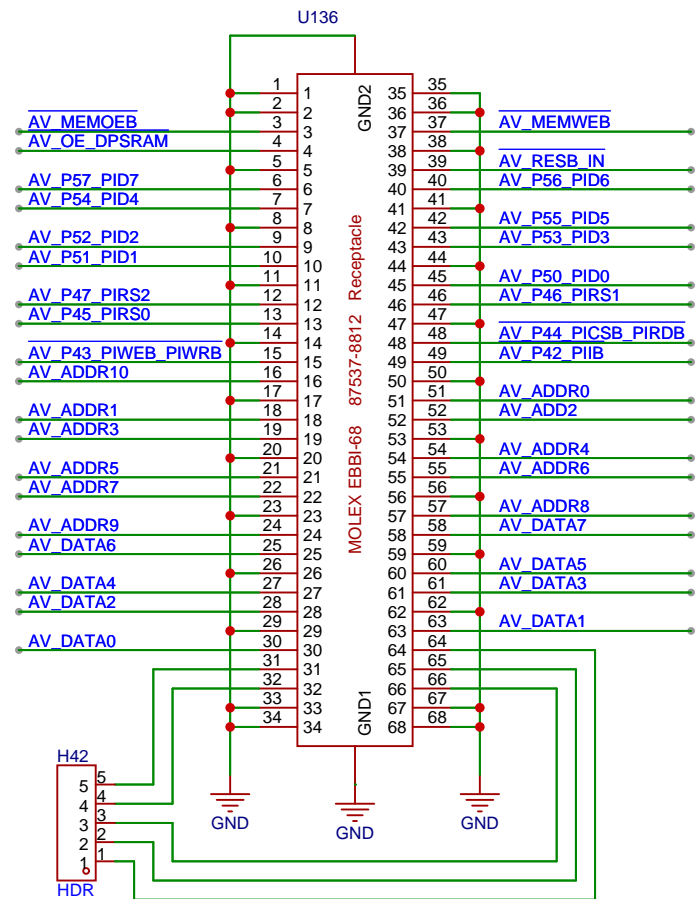 U136
1 1 GND2 35 35
2 2 36 36
AV_MEMOEB 3 3 37 37 AV_MEMWEB
AV_OE_DPSRAM 4 4 38 38
5 5 39 39 AV_RESB_IN
AV_P57_PID7 6 6 40 40 AV_P56_PID6
AV_P54_PID4 7 7 41 41
8 8 42 42 AV_P55_PID5
AV_P52_PID2 9 9 43 43 AV_P53_PID3
AV_P51_PID1 10 10 44 44
11 11 45 45 AV_P50_PID0
AV_P47_PIRS2 12 12 46 46 AV_P46_PIRS1
AV_P45_PIRS0 13 13 47 47
14 14 48 48 AV_P44_PICSB_PIRDB
AV_P43_PIWEB_PIWRB 15 15 49 49 AV_P42_PIIB
AV_ADDR10 16 16 50 50
17 17 51 51 AV_ADDR0
AV_ADDR1 18 18 52 52 AV_ADD2
AV_ADDR3 19 19 53 53
20 20 54 54 AV_ADDR4
AV_ADDR5 21 21 55 55 AV_ADDR6
AV_ADDR7 22 22 56 56
23 23 57 57 AV_ADDR8
AV_ADDR9 24 24 58 58 AV_DATA7
AV_DATA6 25 25 59 59
26 26 60 60 AV_DATA5
AV_DATA4 27 27 61 61 AV_DATA3
AV_DATA2 28 28 62 62
29 29 63 63 AV_DATA1
AV_DATA0 30 30 64 64
31 31 65 65
32 32 66 66
33 33 67 67
34 34 GND1 68 68
MOLEX EBBI-68 87537-8812 Receptacle
H42
5 5
4 4
3 3
2 2
1 1
HDR
GND
GND
GND